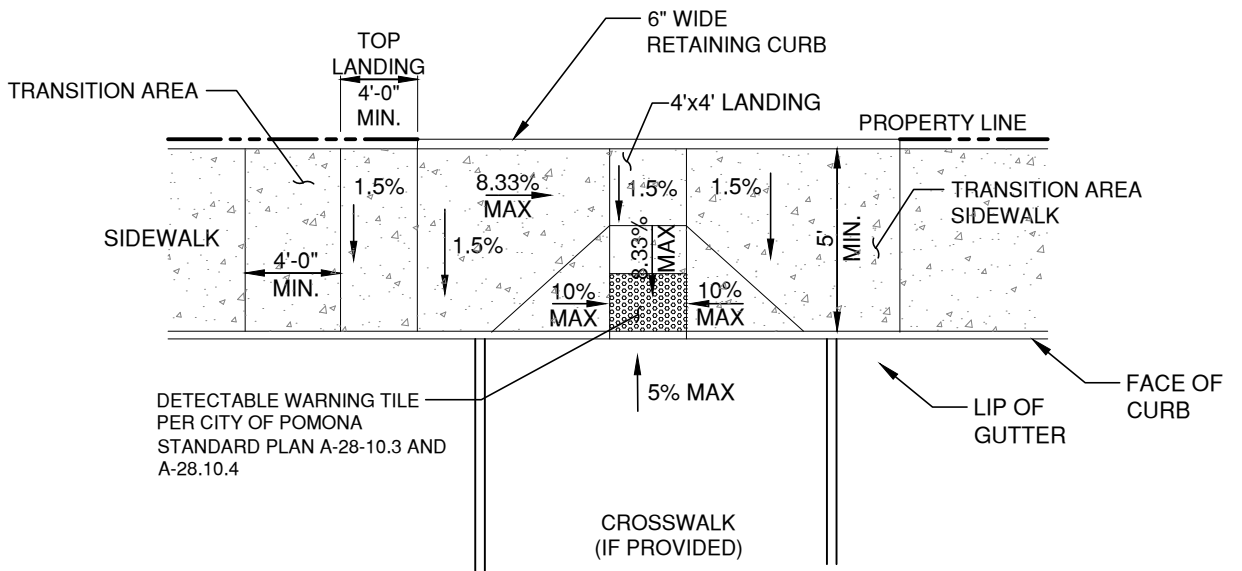 6" WIDE
RETAINING CURB
TOP
LANDING
4'-0"
MIN.
TRANSITION AREA
4'x4' LANDING
PROPERTY LINE
1.5%
8.33%
MAX
1.5%
1.5%
TRANSITION AREA
SIDEWALK
SIDEWALK
1.5%
8.33%
MAX
5'
MIN.
4'-0"
MIN.
10%
MAX
10%
MAX
5% MAX
DETECTABLE WARNING TILE
PER CITY OF POMONA
STANDARD PLAN A-28-10.3 AND
A-28.10.4
LIP OF
GUTTER
FACE OF
CURB
CROSSWALK
(IF PROVIDED)